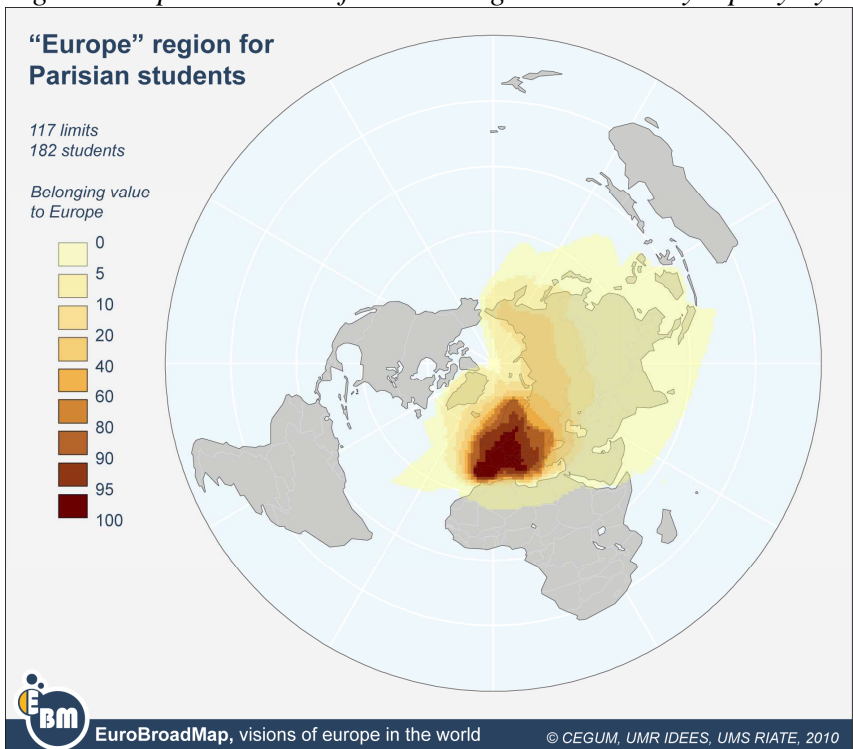 “Europe” region for
Parisian students
117 limits
182 students
Belonging value
to Europe
0
5
10
20
40
60
80
90
95
100
EBM
EuroBroadMap, visions of europe in the world
© CEGUM, UMR IDEES, UMS RIATE, 2010